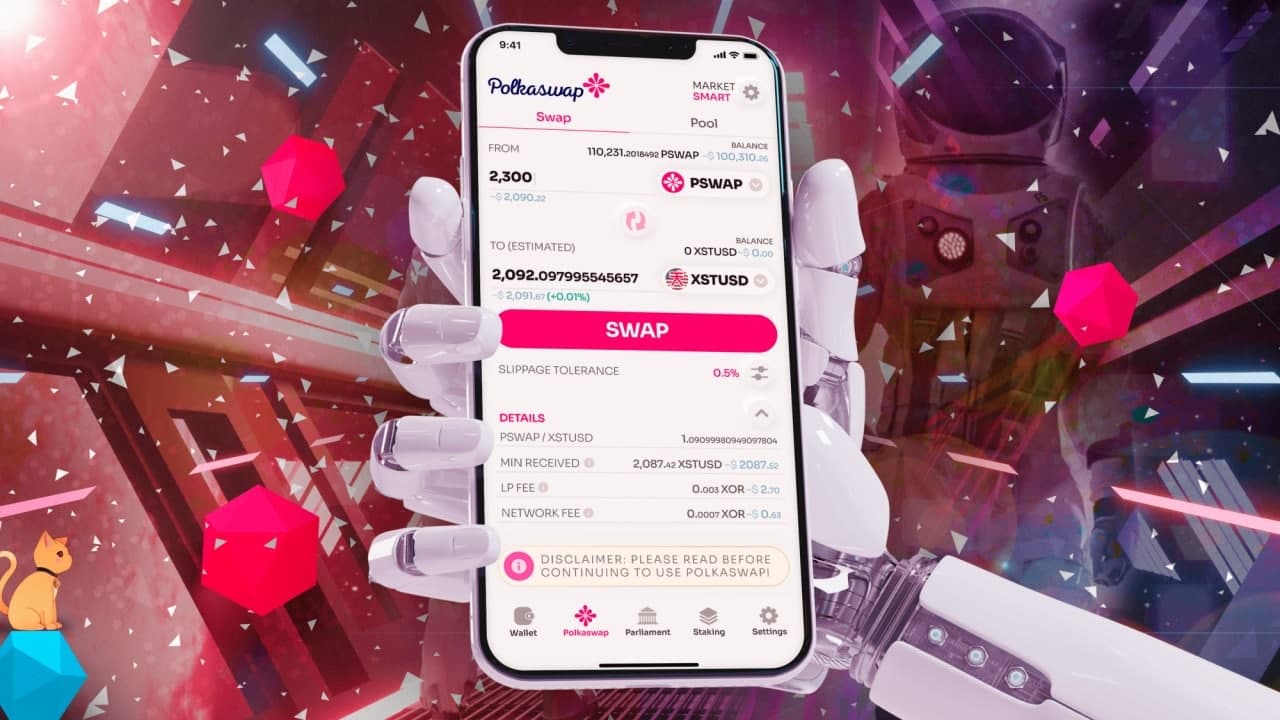 9:41
Polkaswap
MARKET
SMART
Swap
Pool
FROM
BALANCE
110,231.2018492 PSWAP ~$ 100,310.26
2,300
PSWAP
~$ 2,090.22
TO (ESTIMATED)
BALANCE
0 XSTUSD ~$ 0.00
2,092.097995545657
XSTUSD
~$ 2,091.67 (+0.01%)
SWAP
SLIPPAGE TOLERANCE
0.5%
DETAILS
PSWAP / XSTUSD
1.09099980949097804
MIN RECEIVED
2,087.42 XSTUSD ~$ 2087.52
LP FEE
0.003 XOR ~$ 2.70
NETWORK FEE
0.0007 XOR ~$ 0.63
DISCLAIMER: PLEASE READ BEFORE
CONTINUING TO USE POLKASWAP!
Wallet
Polkaswap
Parliament
Staking
Settings